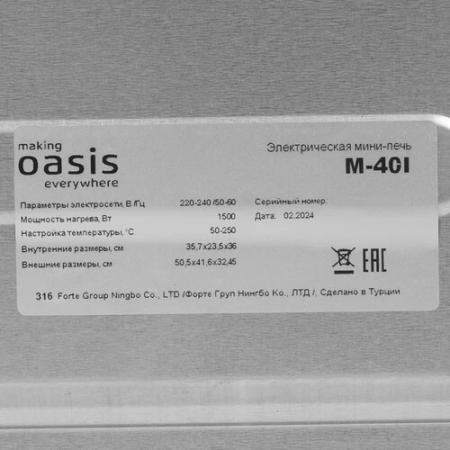 making
oasis
everywhere
Электрическая мини-печь
M-40I
Параметры электросети, В/Гц 220-240 /50-60
Мощность нагрева, Вт 1500
Настройка температуры, °C 50-250
Внутренние размеры, см 35,7x23,5x36
Внешние размеры, см 50,5x41,6x32,45
Серийный номер:
Дата: 02.2024
EAC
316 Forte Group Ningbo Co., LTD /Форте Груп Нингбо Ко., ЛТД /, Сделано в Турции